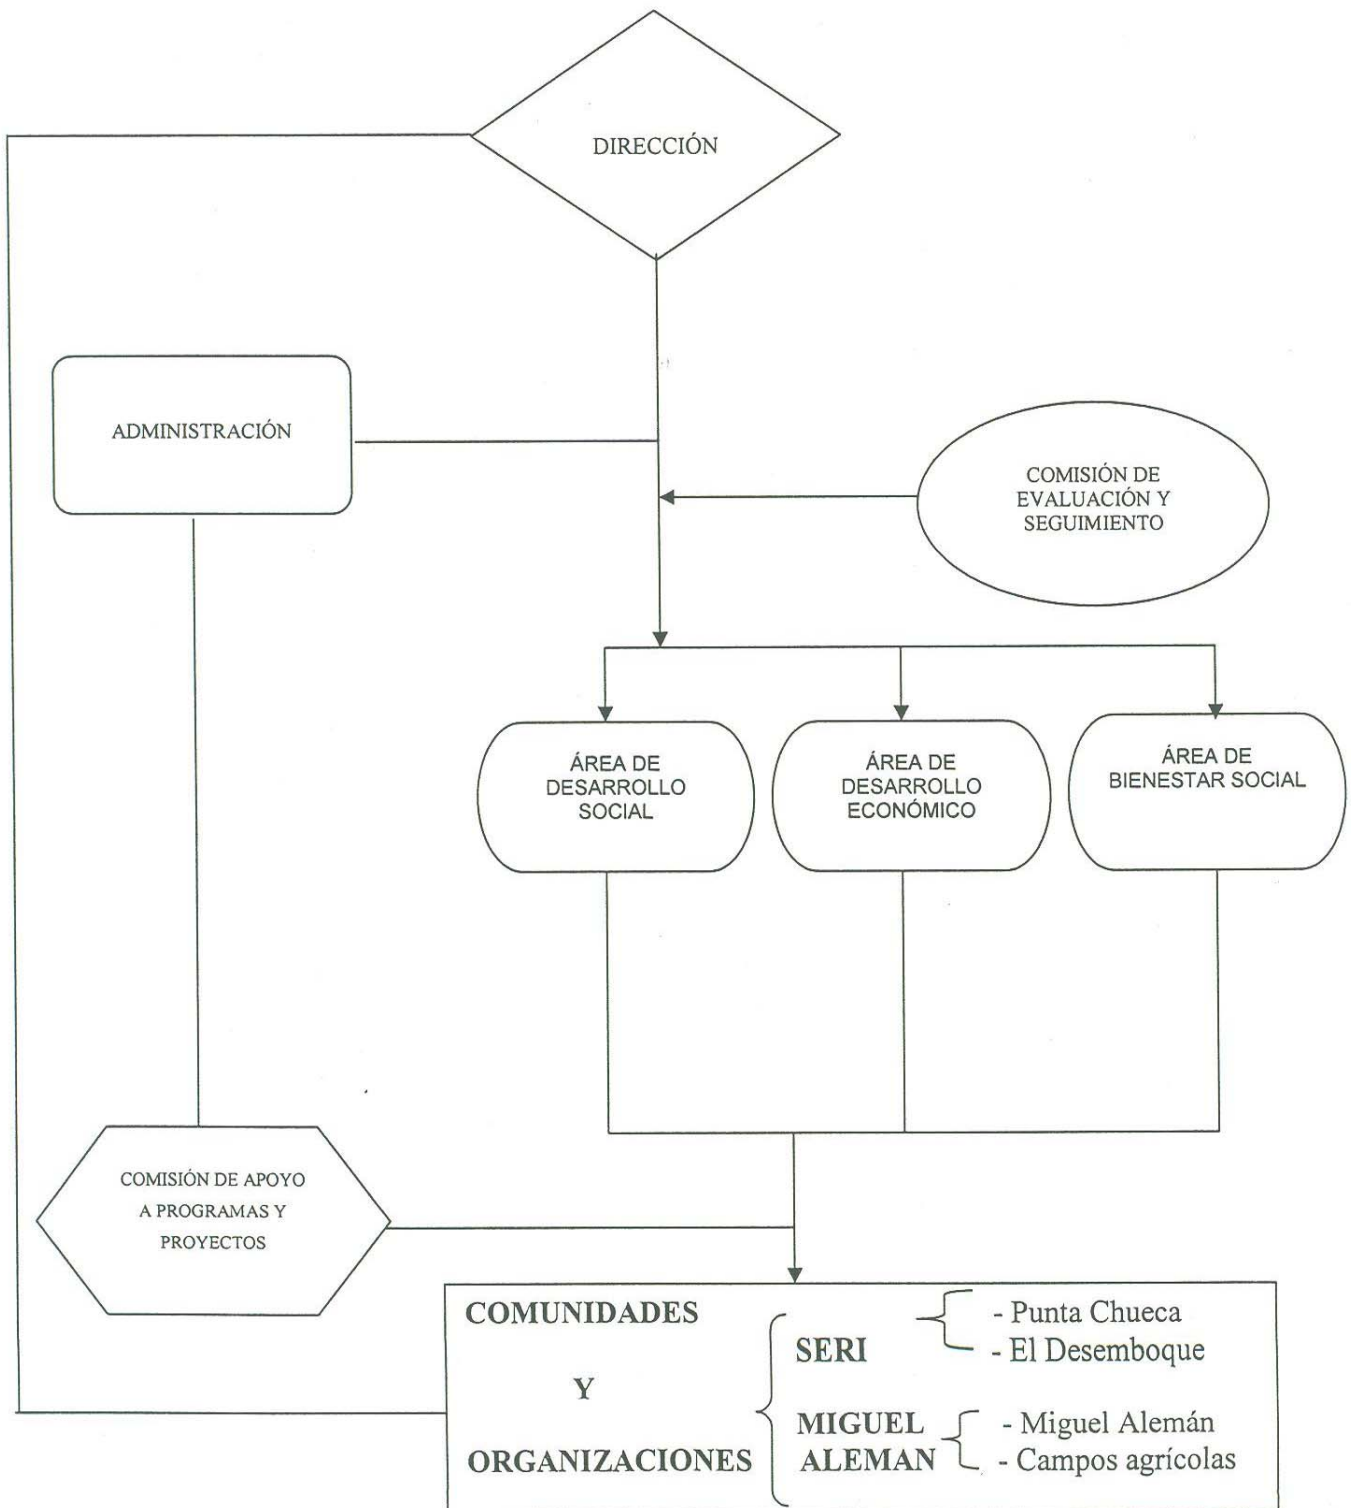 DIRECCIÓN
ADMINISTRACIÓN
COMISIÓN DE
EVALUACIÓN Y
SEGUIMIENTO
ÁREA DE
DESARROLLO
SOCIAL
ÁREA DE
DESARROLLO
ECONÓMICO
ÁREA DE
BIENESTAR SOCIAL
COMISIÓN DE APOYO
A PROGRAMAS Y
PROYECTOS
COMUNIDADES
Y
ORGANIZACIONES
SERI
- Punta Chueca
- El Desemboque
MIGUEL
ALEMAN
- Miguel Alemán
- Campos agrícolas